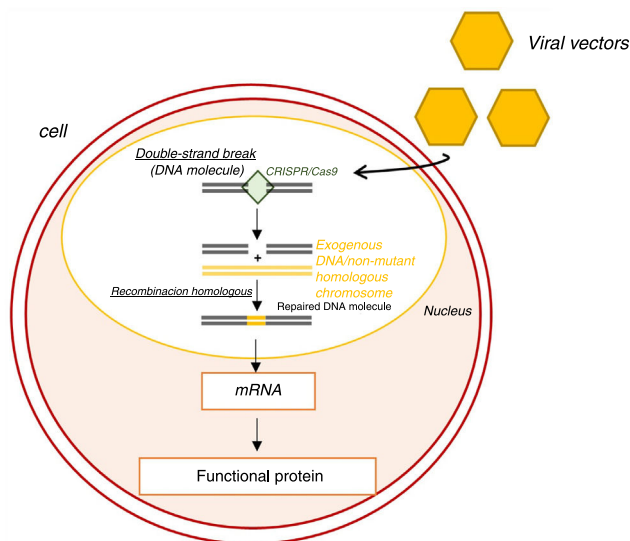 Viral vectors
cell
Double-strand break
(DNA molecule)
CRISPR/Cas9
Exogenous
DNA/non-mutant
homologous
chromosome
+
Recombinacion homologous
Repaired DNA molecule
Nucleus
mRNA
Functional protein